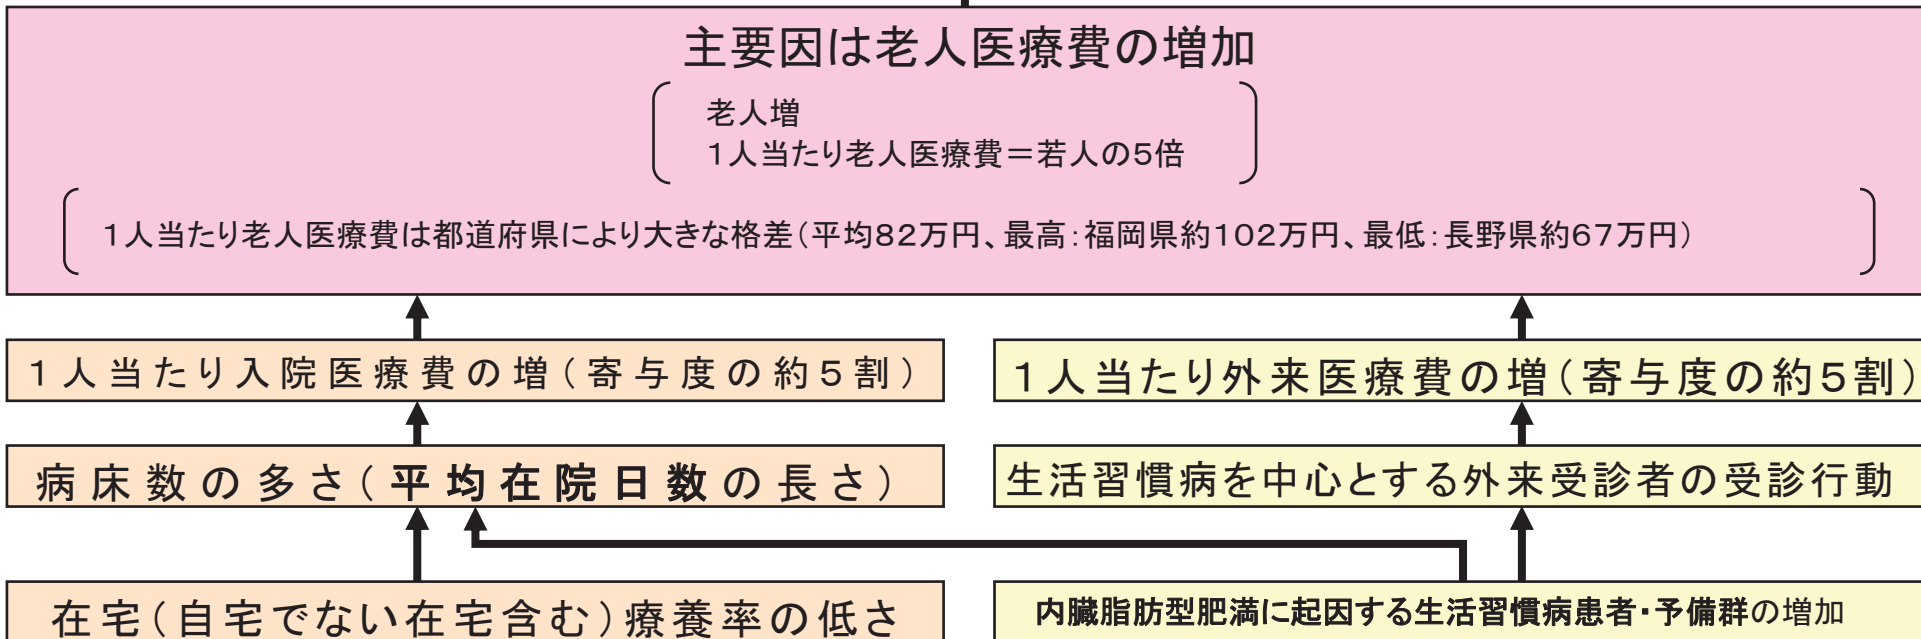 主要因は老人医療費の増加
老人増
1人当たり老人医療費=若人の5倍
1人当たり老人医療費は都道府県により大きな格差(平均82万円、最高:福岡県約102万円、最低:長野県約67万円)
1人当たり入院医療費の増(寄与度の約5割)
1人当たり外来医療費の増(寄与度の約5割)
病床数の多さ(平均在院日数の長さ)
生活習慣病を中心とする外来受診者の受診行動
在宅(自宅でない在宅含む)療養率の低さ
内臓脂肪型肥満に起因する生活習慣病患者・予備群の増加